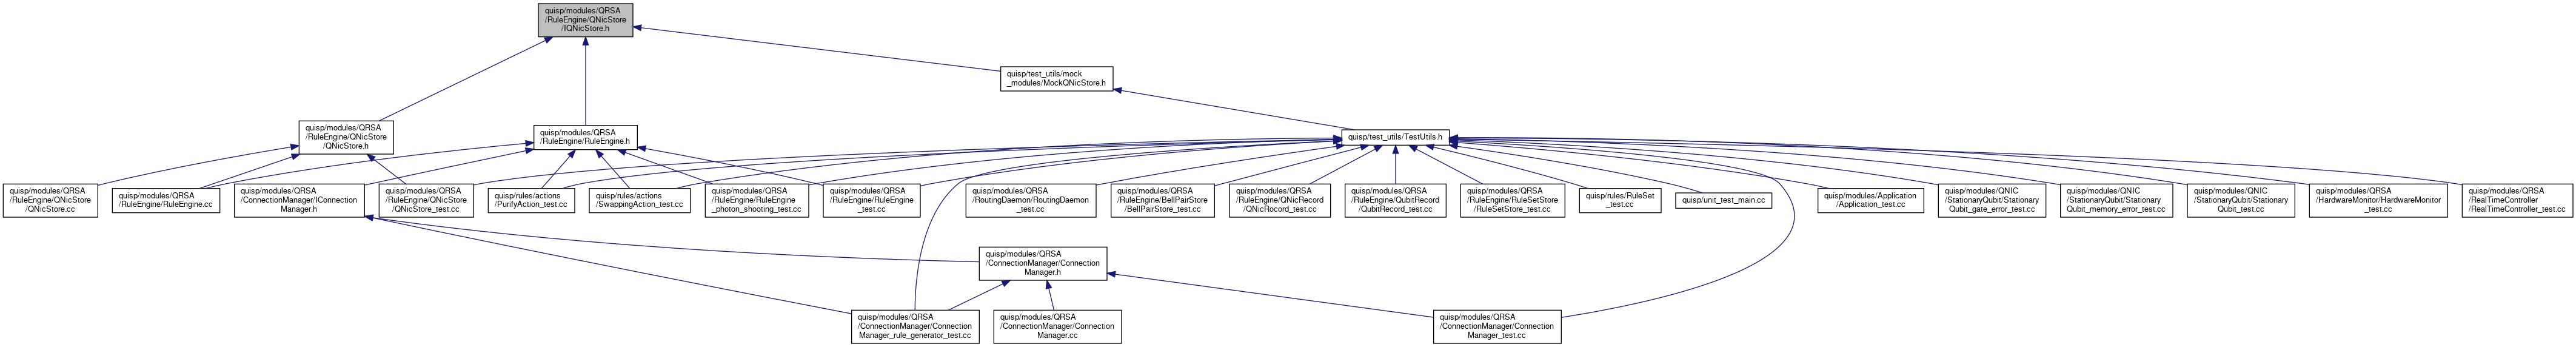 quisp/modules/QRSA
/RuleEngine/QNicStore
/IQNicStore.h
quisp/test_utils/mock
_modules/MockQNicStore.h
quisp/modules/QRSA
/RuleEngine/QNicStore
/QNicStore.h
quisp/modules/QRSA
/RuleEngine/RuleEngine.h
quisp/test_utils/TestUtils.h
quisp/modules/QRSA
/RuleEngine/QNicStore
/QNicStore.cc
quisp/modules/QRSA
/RuleEngine/RuleEngine.cc
quisp/modules/QRSA
/ConnectionManager/IConnection
Manager.h
quisp/modules/QRSA
/RuleEngine/QNicStore
/QNicStore_test.cc
quisp/rules/actions
/PurifyAction_test.cc
quisp/rules/actions
/SwappingAction_test.cc
quisp/modules/QRSA
/RuleEngine/RuleEngine
_photon_shooting_test.cc
quisp/modules/QRSA
/RuleEngine/RuleEngine
_test.cc
quisp/modules/QRSA
/RoutingDaemon/RoutingDaemon
_test.cc
quisp/modules/QRSA
/RuleEngine/BellPairStore
/BellPairStore_test.cc
quisp/modules/QRSA
/RuleEngine/QNicRecord
/QNicRecord_test.cc
quisp/modules/QRSA
/RuleEngine/QubitRecord
/QubitRecord_test.cc
quisp/modules/QRSA
/RuleEngine/RuleSetStore
/RuleSetStore_test.cc
quisp/rules/RuleSet
_test.cc
quisp/unit_test_main.cc
quisp/modules/Application
/Application_test.cc
quisp/modules/QNIC
/StationaryQubit/Stationary
Qubit_gate_error_test.cc
quisp/modules/QNIC
/StationaryQubit/Stationary
Qubit_memory_error_test.cc
quisp/modules/QNIC
/StationaryQubit/Stationary
Qubit_test.cc
quisp/modules/QRSA
/HardwareMonitor/HardwareMonitor
_test.cc
quisp/modules/QRSA
/RealTimeController
/RealTimeController_test.cc
quisp/modules/QRSA
/ConnectionManager/Connection
Manager.h
quisp/modules/QRSA
/ConnectionManager/Connection
Manager_rule_generator_test.cc
quisp/modules/QRSA
/ConnectionManager/Connection
Manager.cc
quisp/modules/QRSA
/ConnectionManager/Connection
Manager_test.cc